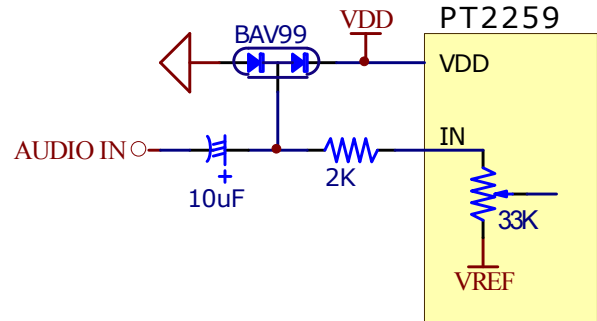 VDD
PT2259
BAV99
VDD
IN
AUDIO IN
+
2K
10uF
33K
VREF